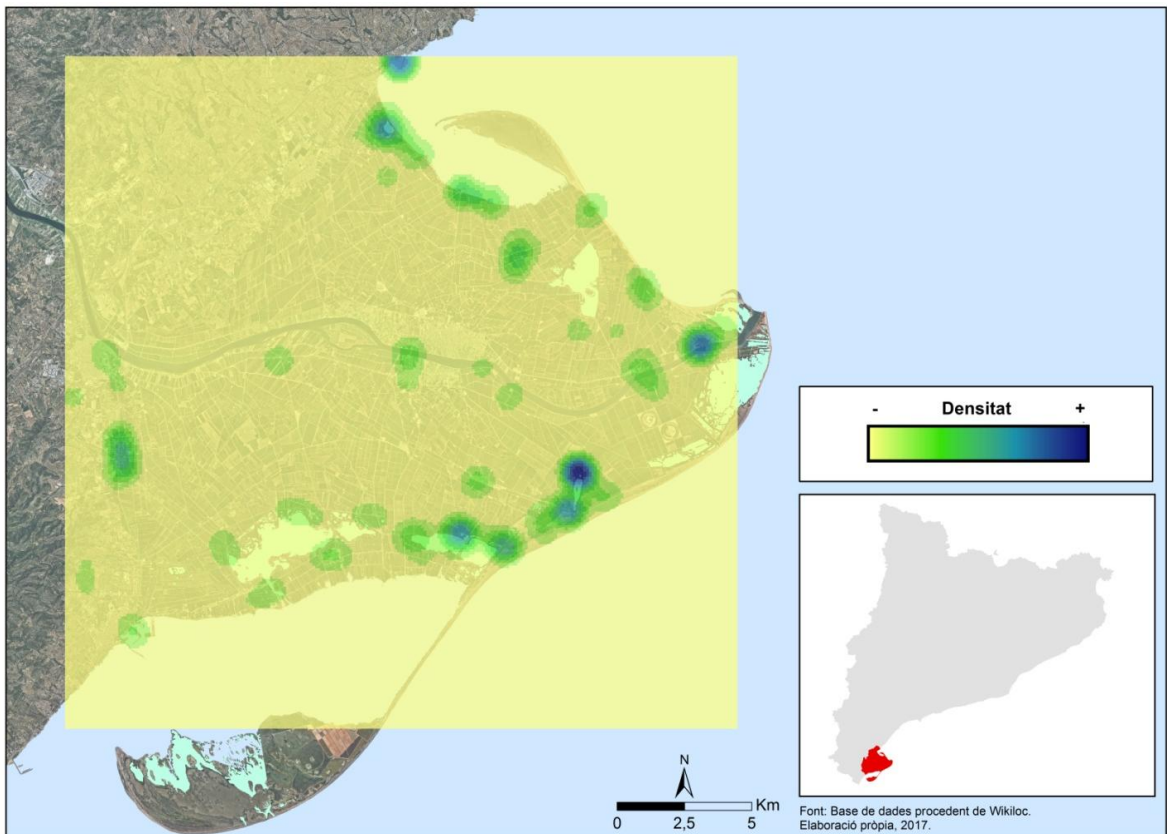 - Densitat +
N
Km
0 2,5 5
Font: Base de dades procedent de Wikiloc.
Elaboració pròpia, 2017.